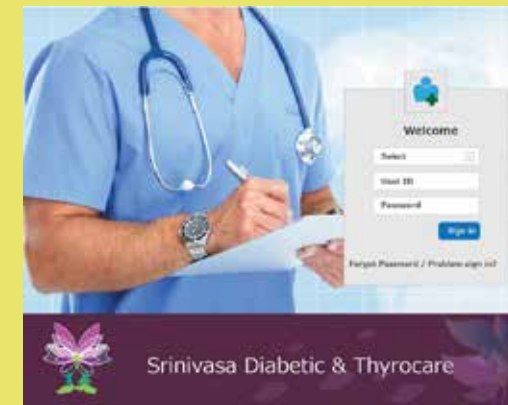 Welcome
Select
User ID
Password
Sign in
Forgot Password / Problem sign in?
Srinivasa Diabetic & Thyrocare